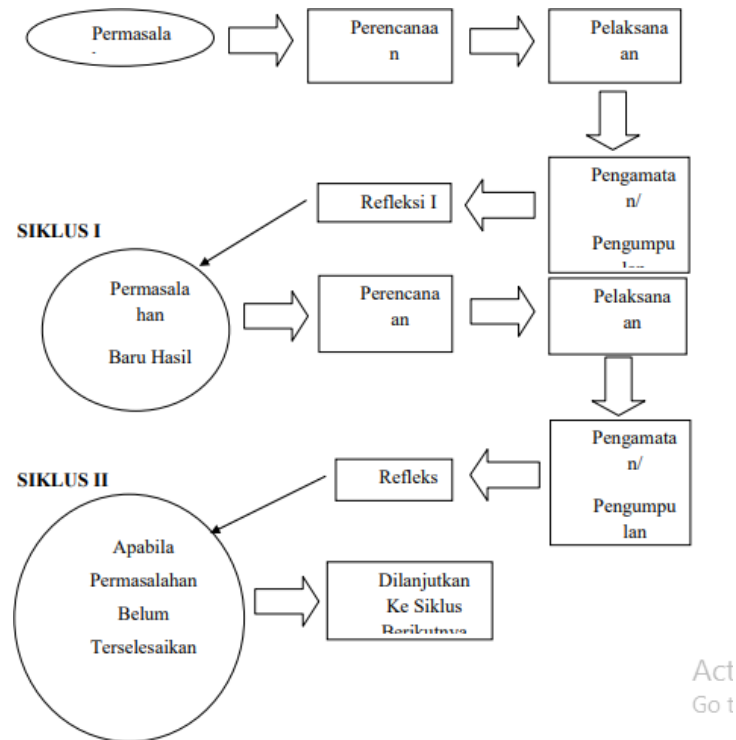 Permasala
Perencanaa
n
Pelaksana
an
Pengamata
n/
Pengumpu
Refleksi I
SIKLUS I
Permasala
han
Baru Hasil
Perencana
an
Pelaksana
an
Pengamata
n/
Pengumpu
lan
Refleks
SIKLUS II
Apabila
Permasalahan
Belum
Terselesaikan
Dilanjutkan
Ke Siklus
Berikutnya
Act
Go t